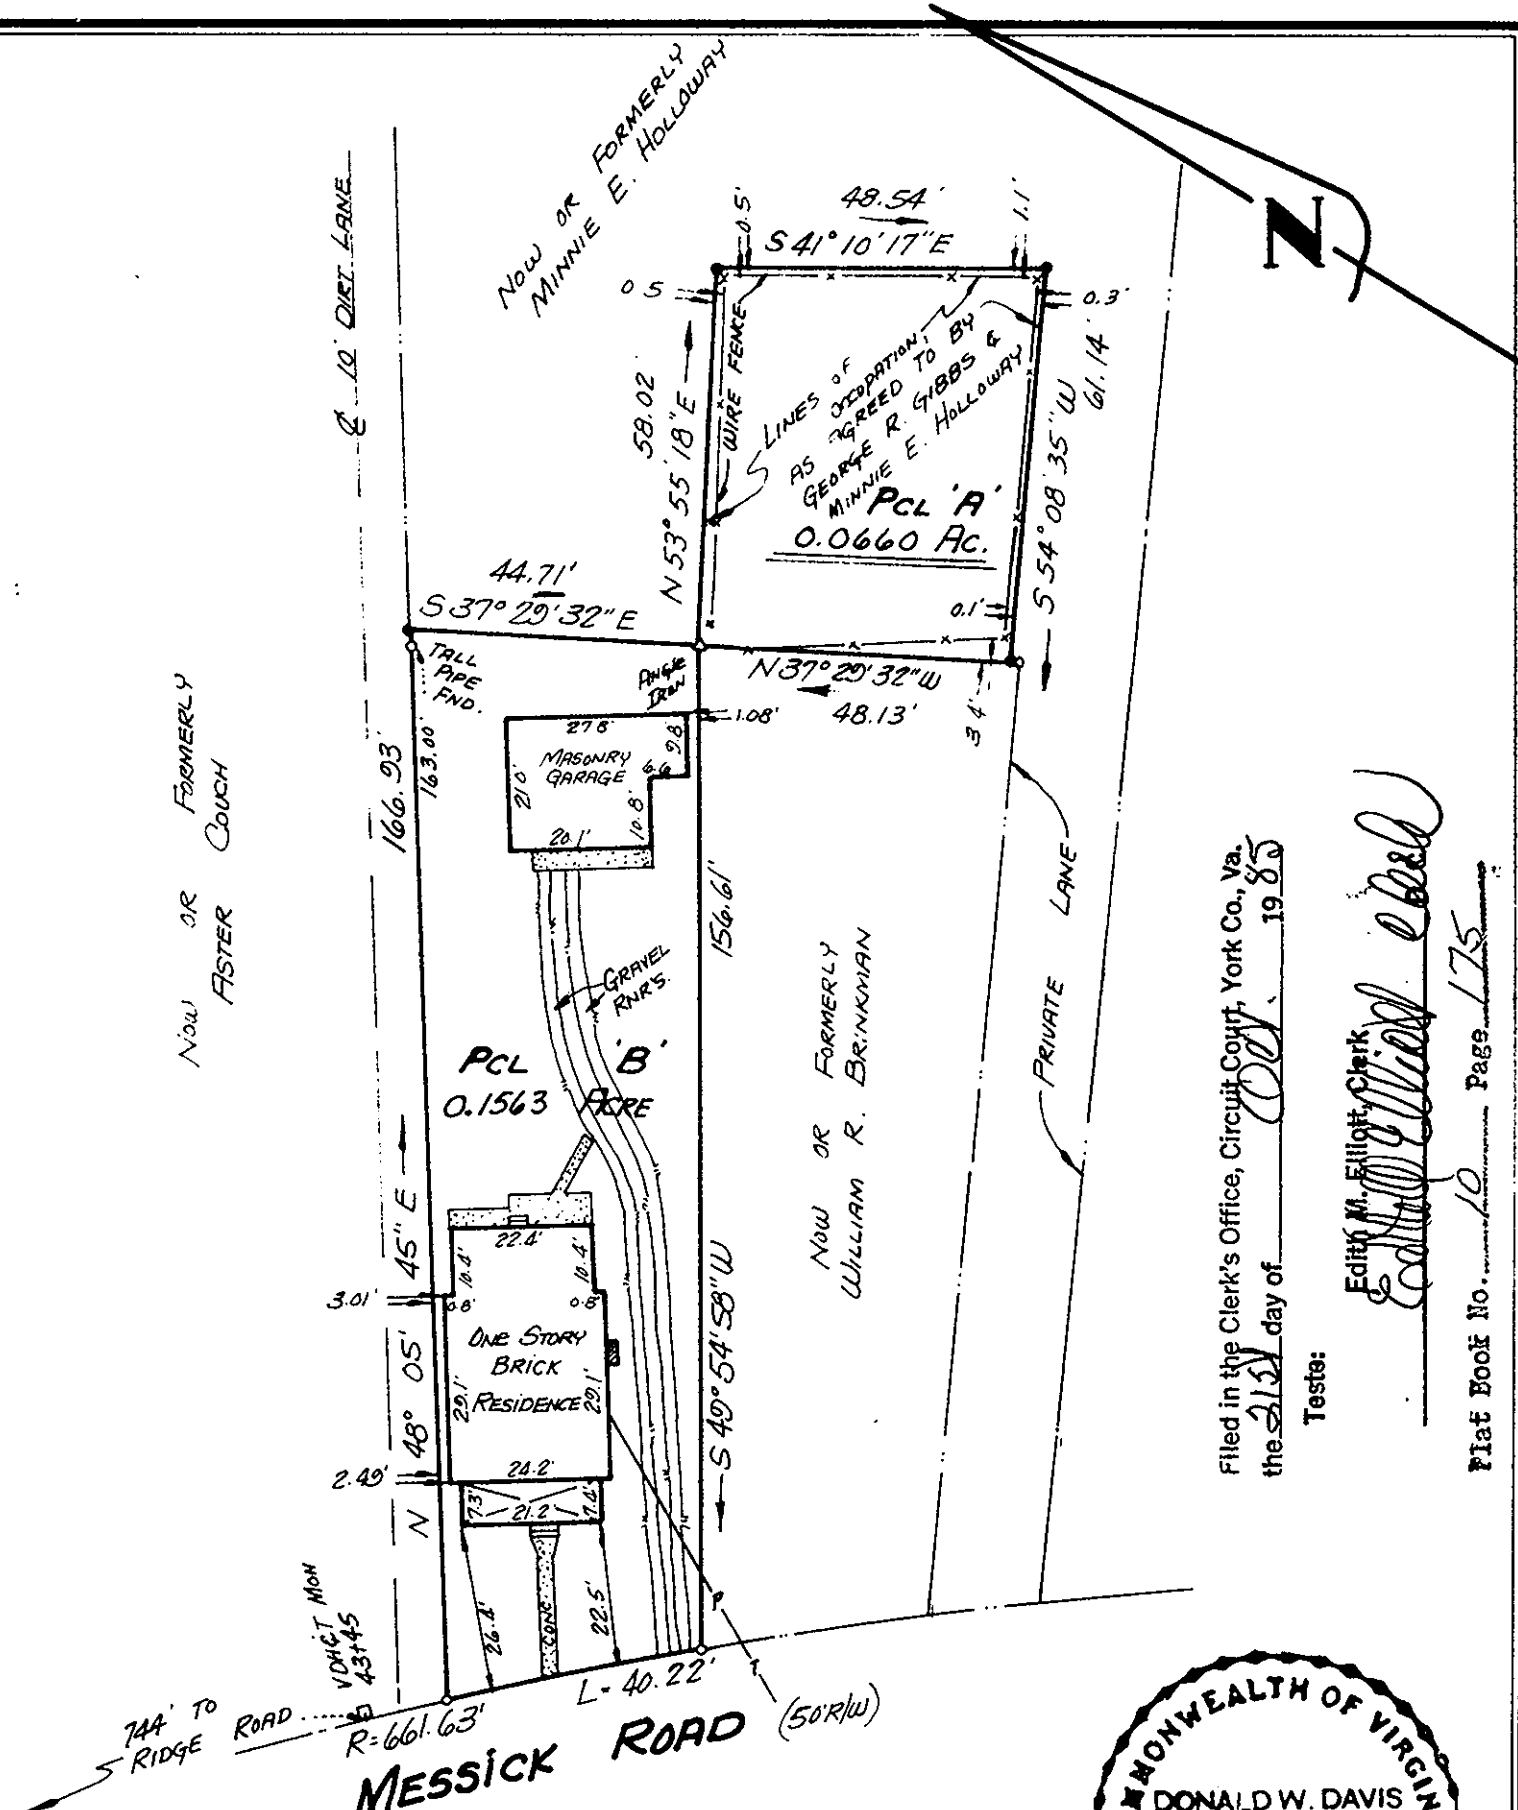 NOW OR FORMERLY
MINNIE E. HOLLOWAY
℄ 10' DIRT LANE
N
48.54'
S 41° 10' 17" E
0.5'
1.1'
0.5
0.3'
58.02
N 53° 55' 18" E
WIRE FENCE
LINES OF
OCCUPATION,
AS AGREED TO BY
GEORGE R. GIBBS &
MINNIE E. HOLLOWAY
61.14'
S 54° 08' 35" W
PCL 'A'
0.0660 AC.
0.1'
44.71'
S 37° 29' 32" E
N 37° 29' 32" W
48.13'
3.4'
TALL
PIPE
FND.
ANGLE
IRON
1.08'
NOW OR FORMERLY
ASTER COUCH
166.93'
163.00'
27.8'
MASONRY
GARAGE
9.8'
6.6'
21.0'
10.8'
20.1'
156.61'
GRAVEL
RNR'S.
PCL 'B'
0.1563 ACRE
NOW OR FORMERLY
WILLIAM R. BRINKMAN
PRIVATE LANE
N 48° 05' 45" E
S 49° 54' 58" W
22.4'
10.4'
10.4'
3.01'
0.8'
0.8'
ONE STORY
BRICK
RESIDENCE
29.1'
29.1'
2.49'
24.2'
7.3'
21.2'
7.4'
26.4'
CONC.
22.5'
P
T
VDH&T MON
43+45
744' TO
RIDGE ROAD
R=661.63'
L=40.22'
MESSICK ROAD (50'R/W)
Filed in the Clerk's Office, Circuit Court, York Co., Va.
the 21st day of Oct. 1985
Teste:
Edith M. Elliott, Clerk
Plat Book No. 10 Page 175
MONWEALTH OF VIRGIN
DONALD W. DAVIS